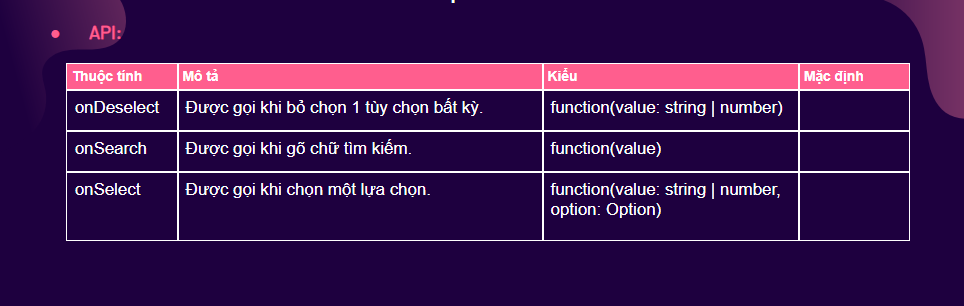 API:
Thuộc tính Mô tả Kiểu Mặc định
onDeselect Được gọi khi bỏ chọn 1 tùy chọn bất kỳ. function(value: string | number)
onSearch Được gọi khi gõ chữ tìm kiếm. function(value)
onSelect Được gọi khi chọn một lựa chọn. function(value: string | number,
option: Option)